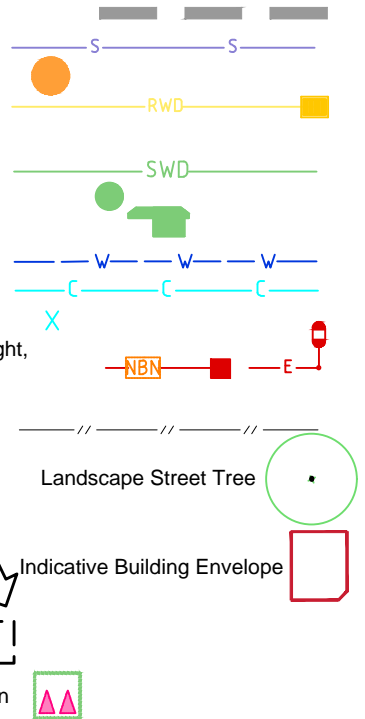 S S
RWD
SWD
W W W
C C C
X
ght,
NBN E
Landscape Street Tree
Indicative Building Envelope
n